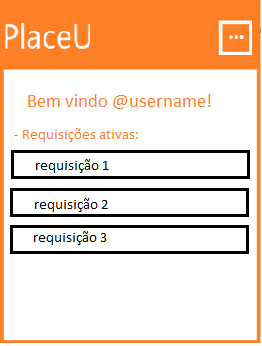 PlaceU
...
Bem vindo @username!
- Requisições ativas:
requisição 1
requisição 2
requisição 3